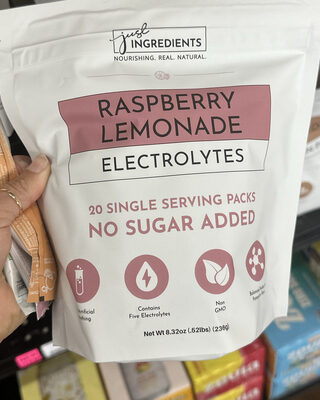 just
INGREDIENTS
NOURISHING. REAL. NATURAL.
RASPBERRY
LEMONADE
ELECTROLYTES
20 SINGLE SERVING PACKS
NO SUGAR ADDED
Contains
Five Electrolytes
Non
GMO
Net Wt 8.32oz (.52lbs) (236g)